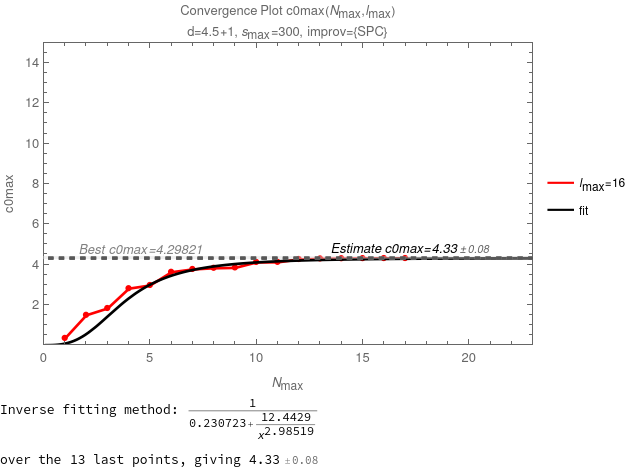 Convergence Plot c0max(Nmax,lmax)
d=4.5+1, smax=300, improv={SPC}
14
12
10
8
6
4
2
c0max
Best c0max=4.29821
Estimate c0max=4.33 ±0.08
lmax=16
fit
0 5 10 15 20
Nmax
Inverse fitting method: 1
0.230723+ 12.4429
x^2.98519
over the 13 last points, giving 4.33 ±0.08